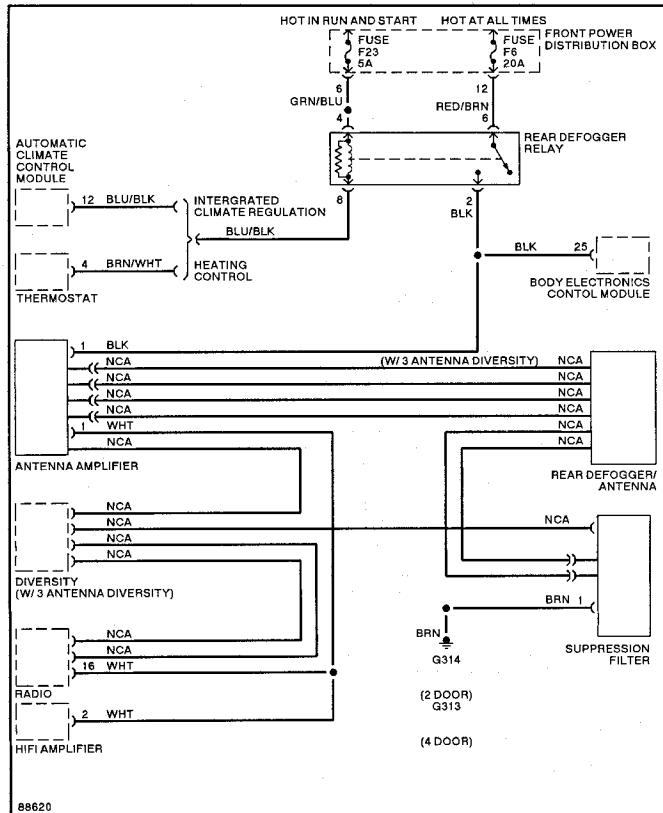 HOT IN RUN AND START
HOT AT ALL TIMES
FUSE
F23
5A
FUSE
F6
20A
FRONT POWER
DISTRIBUTION BOX
6
GRN/BLU
4
12
RED/BRN
6
REAR DEFOGGER
RELAY
8
2
BLK
AUTOMATIC
CLIMATE
CONTROL
MODULE
12 BLU/BLK
INTERGRATED
CLIMATE REGULATION
BLU/BLK
4 BRN/WHT
HEATING
CONTROL
THERMOSTAT
BLK 25
BODY ELECTRONICS
CONTOL MODULE
1 BLK
NCA
NCA
NCA
NCA
1 WHT
NCA
ANTENNA AMPLIFIER
(W/ 3 ANTENNA DIVERSITY)
NCA
NCA
NCA
NCA
NCA
NCA
REAR DEFOGGER/
ANTENNA
NCA
NCA
NCA
NCA
DIVERSITY
(W/ 3 ANTENNA DIVERSITY)
NCA
BRN 1
SUPPRESSION
FILTER
BRN
G314
(2 DOOR)
G313
(4 DOOR)
NCA
NCA
16 WHT
RADIO
2 WHT
HIFI AMPLIFIER
88620